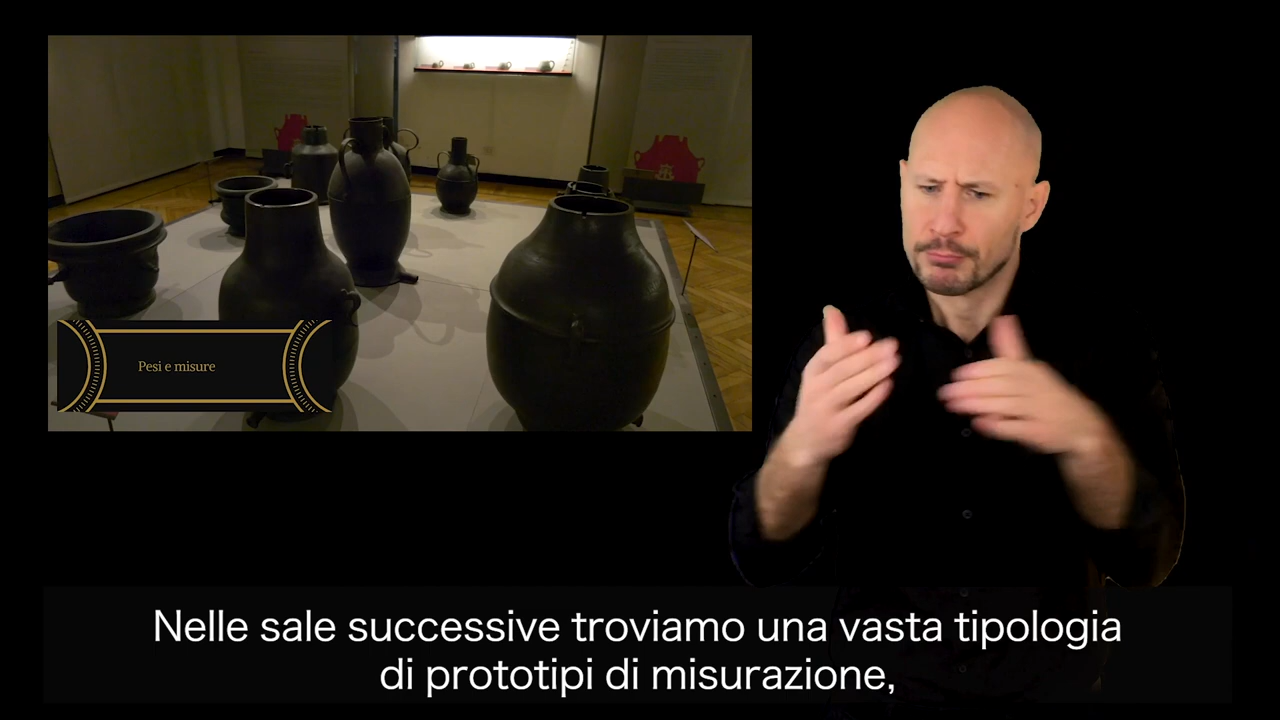 Pesi e misure
Nelle sale successive troviamo una vasta tipologia
di prototipi di misurazione,